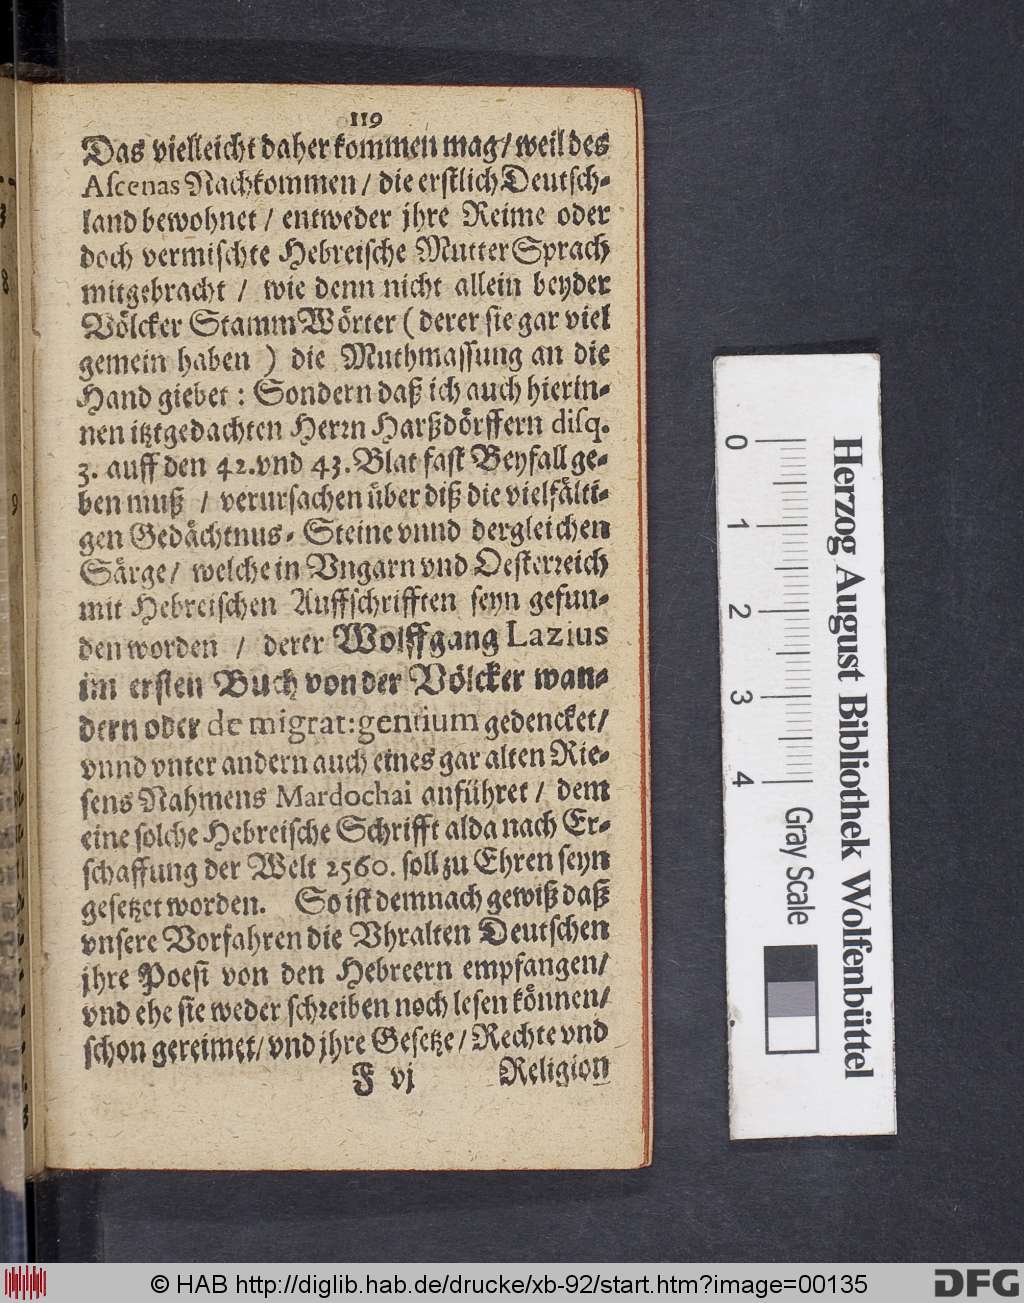 119
Das vielleicht daher kommen mag / weil des
Ascenas Nachkommen / die erstlich Deutsch-
land bewohnet / entweder jhre Reime oder
doch vermischte Hebreische Mutter Sprach
mitgebracht / wie denn nicht allein beyder
Völcker Stamm Wörter ( derer sie gar viel
gemein haben ) die Muthmassung an die
Hand giebet : Sondern daß ich auch hierin-
nen itztgedachten Herrn Harßdörffern disq.
3. auff den 42. vnd 43. Blat fast Beyfall ge-
ben muß / verursachen über diß die vielfälti-
gen Gedächtnus- Steine vnnd dergleichen
Särge / welche in Vngarn vnd Oesterreich
mit Hebreischen Auffschrifften seyn gefun-
den worden / derer Wolffgang Lazius
im ersten Buch von der Völcker wan-
dern oder de migrat: gentium gedencket /
vnnd vnter andern auch eines gar alten Rie-
sens Nahmens Mardochai anführet / dem
eine solche Hebreische Schrifft alda nach Er-
schaffung der Welt 2560. soll zu Ehren seyn
gesetzet worden. So ist demnach gewiß daß
vnsere Vorfahren die Vhralten Deutschen
jhre Poesi von den Hebreern empfangen /
vnd ehe sie weder schreiben noch lesen können /
schon gereimet / vnd jhre Gesetze / Rechte vnd
F vj Religion
0 1 2 3 4 Gray Scale
Herzog August Bibliothek Wolfenbüttel
© HAB http://diglib.hab.de/drucke/xb-92/start.htm?image=00135
DFG